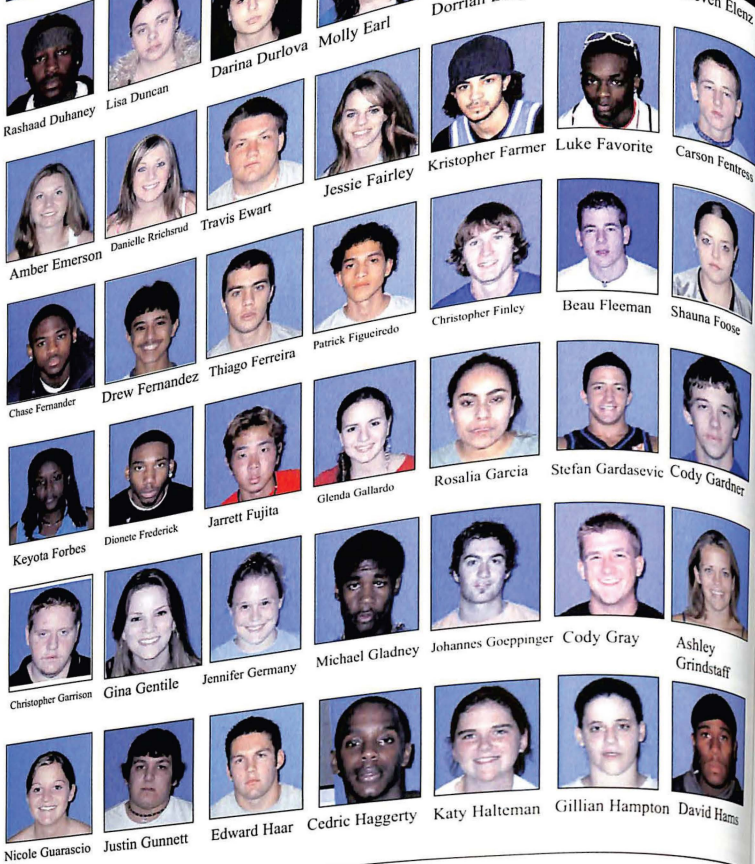 Rashaad Duhaney Lisa Duncan Darina Durlova Molly Earl
Amber Emerson Danielle Rrichsrud Travis Ewart Jessie Fairley Kristopher Farmer Luke Favorite Carson Fentress
Chase Fernander Drew Fernandez Thiago Ferreira Patrick Figueiredo Christopher Finley Beau Fleeman Shauna Foose
Keyota Forbes Dionete Frederick Jarrett Fujita Glenda Gallardo Rosalia Garcia Stefan Gardasevic Cody Gardner
Christopher Garrison Gina Gentile Jennifer Germany Michael Gladney Johannes Goeppinger Cody Gray Ashley
Grindstaff
Nicole Guarascio Justin Gunnett Edward Haar Cedric Haggerty Katy Halteman Gillian Hampton David Harns